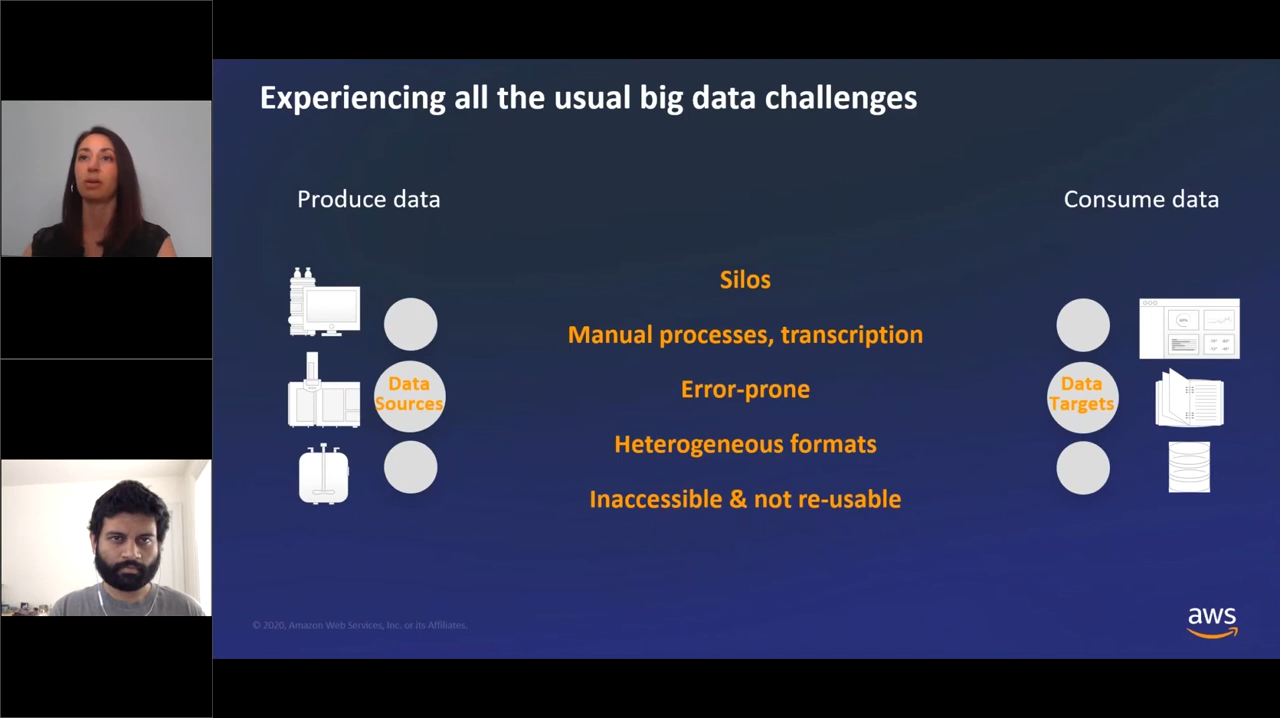 Experiencing all the usual big data challenges
Produce data
Consume data
Silos
Manual processes, transcription
Error-prone
Heterogeneous formats
Inaccessible & not re-usable
Data
Sources
Data
Targets
© 2020, Amazon Web Services, Inc. or its Affiliates.
aws